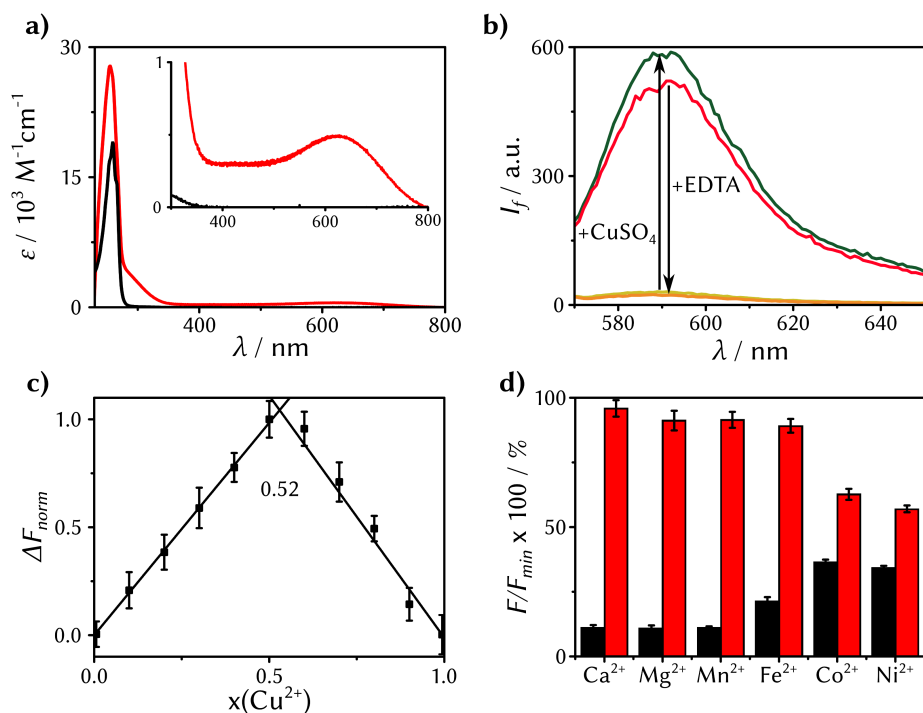 a)
ε / 10³ M⁻¹cm⁻¹
30
15
0
400
600
800
λ / nm
1
0
400
600
800
b)
I_f / a.u.
600
300
0
580
600
620
640
λ / nm
+CuSO₄
+EDTA
c)
ΔF_norm
1.0
0.5
0.0
0.0
0.5
1.0
x(Cu²⁺)
0.52
d)
F/F_min x 100 / %
100
50
0
Ca²⁺ Mg²⁺ Mn²⁺ Fe²⁺ Co²⁺ Ni²⁺